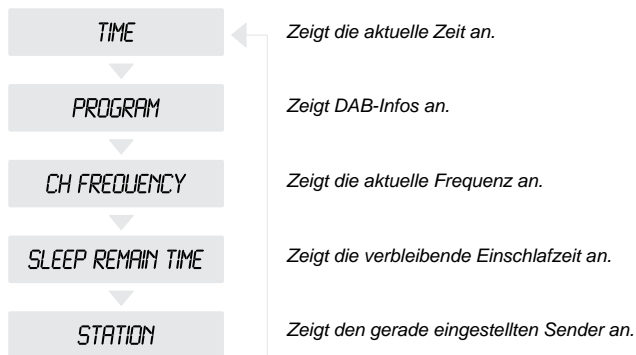 TIME
Zeigt die aktuelle Zeit an.
PROGRAM
Zeigt DAB-Infos an.
CH FREQUENCY
Zeigt die aktuelle Frequenz an.
SLEEP REMAIN TIME
Zeigt die verbleibende Einschlafzeit an.
STATION
Zeigt den gerade eingestellten Sender an.